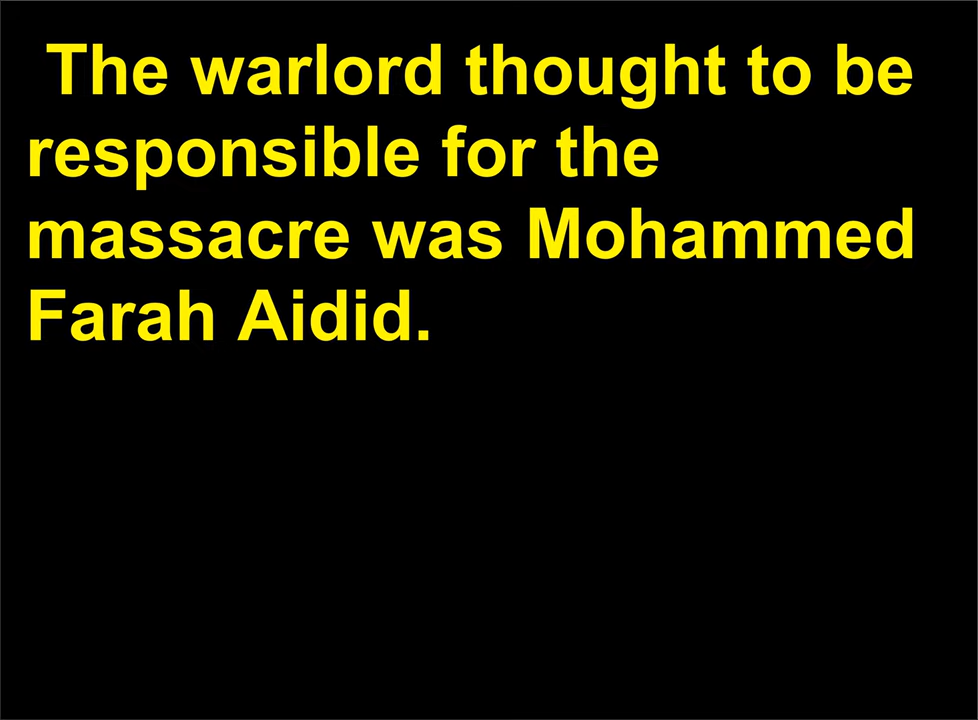 The warlord thought to be
responsible for the
massacre was Mohammed
Farah Aidid.